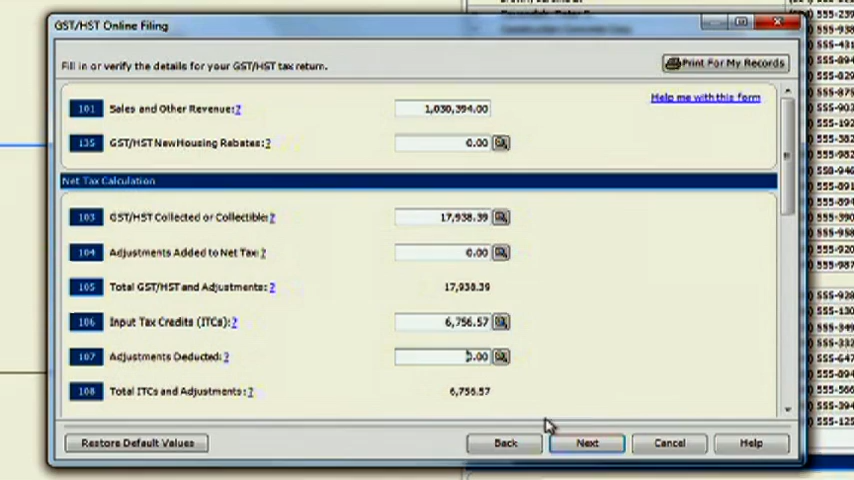 GST/HST Online Filing
Fill in or verify the details for your GST/HST tax return.
Print For My Records
101 Sales and Other Revenue:? 1,030,394.00
Help me with this form
135 GST/HST New Housing Rebates:? 0.00
Net Tax Calculation
103 GST/HST Collected or Collectible:? 17,938.39
104 Adjustments Added to Net Tax:? 0.00
105 Total GST/HST and Adjustments:? 17,938.39
106 Input Tax Credits (ITCs):? 6,756.57
107 Adjustments Deducted:? 0.00
108 Total ITCs and Adjustments:? 6,756.57
Restore Default Values Back Next Cancel Help